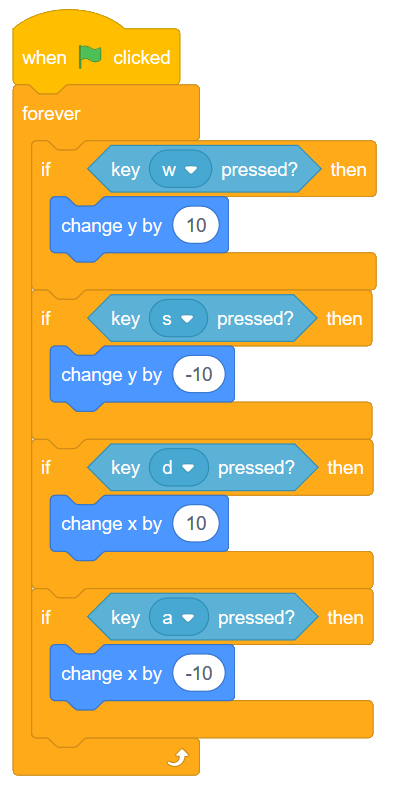 when clicked
forever
if key w pressed? then
change y by 10
if key s pressed? then
change y by -10
if key d pressed? then
change x by 10
if key a pressed? then
change x by -10